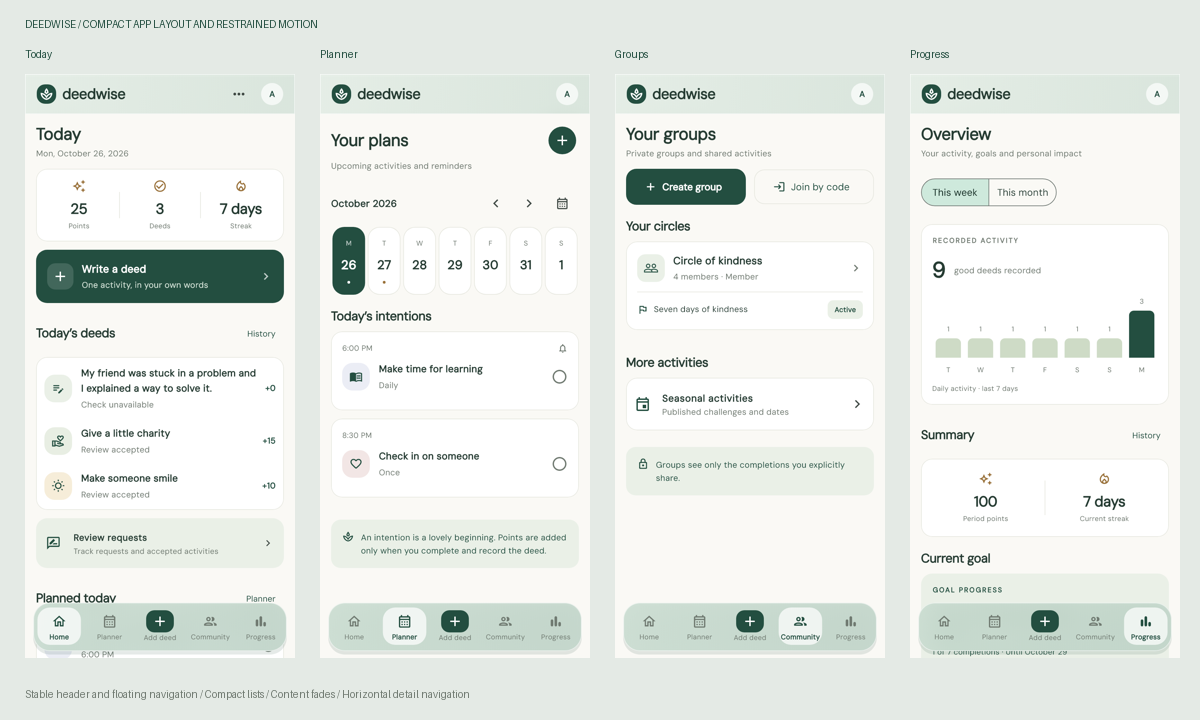 DEEDWISE / COMPACT APP LAYOUT AND RESTRAINED MOTION
Today
deedwise
A
Today
Mon, October 26, 2026
25
Points
3
Deeds
7 days
Streak
Write a deed
One activity, in your own words
Today's deeds
History
My friend was stuck in a problem and
I explained a way to solve it.
+0
Check unavailable
Give a little charity
+15
Review accepted
Make someone smile
+10
Review accepted
Review requests
Track requests and accepted activities
Planned today
Planner
Home
Planner
Add deed
Community
Progress
6:00 PM
Planner
deedwise
A
Your plans
Upcoming activities and reminders
October 2026
M
T
W
T
F
S
S
26
27
28
29
30
31
1
Today's intentions
6:00 PM
Make time for learning
Daily
8:30 PM
Check in on someone
Once
An intention is a lovely beginning. Points are added
only when you complete and record the deed.
Home
Planner
Add deed
Community
Progress
Groups
deedwise
A
Your groups
Private groups and shared activities
Create group
Join by code
Your circles
Circle of kindness
4 members · Member
Seven days of kindness
Active
More activities
Seasonal activities
Published challenges and dates
Groups see only the completions you explicitly
share.
Home
Planner
Add deed
Community
Progress
Progress
deedwise
A
Overview
Your activity, goals and personal impact
This week
This month
RECORDED ACTIVITY
9 good deeds recorded
3
1
1
1
1
1
1
T
W
T
F
S
S
M
Daily activity · last 7 days
Summary
History
100
Period points
7 days
Current streak
Current goal
GOAL PROGRESS
Home
Planner
Add deed
Community
Progress
1 of 7 completions · until October 29
Stable header and floating navigation / Compact lists / Content fades / Horizontal detail navigation